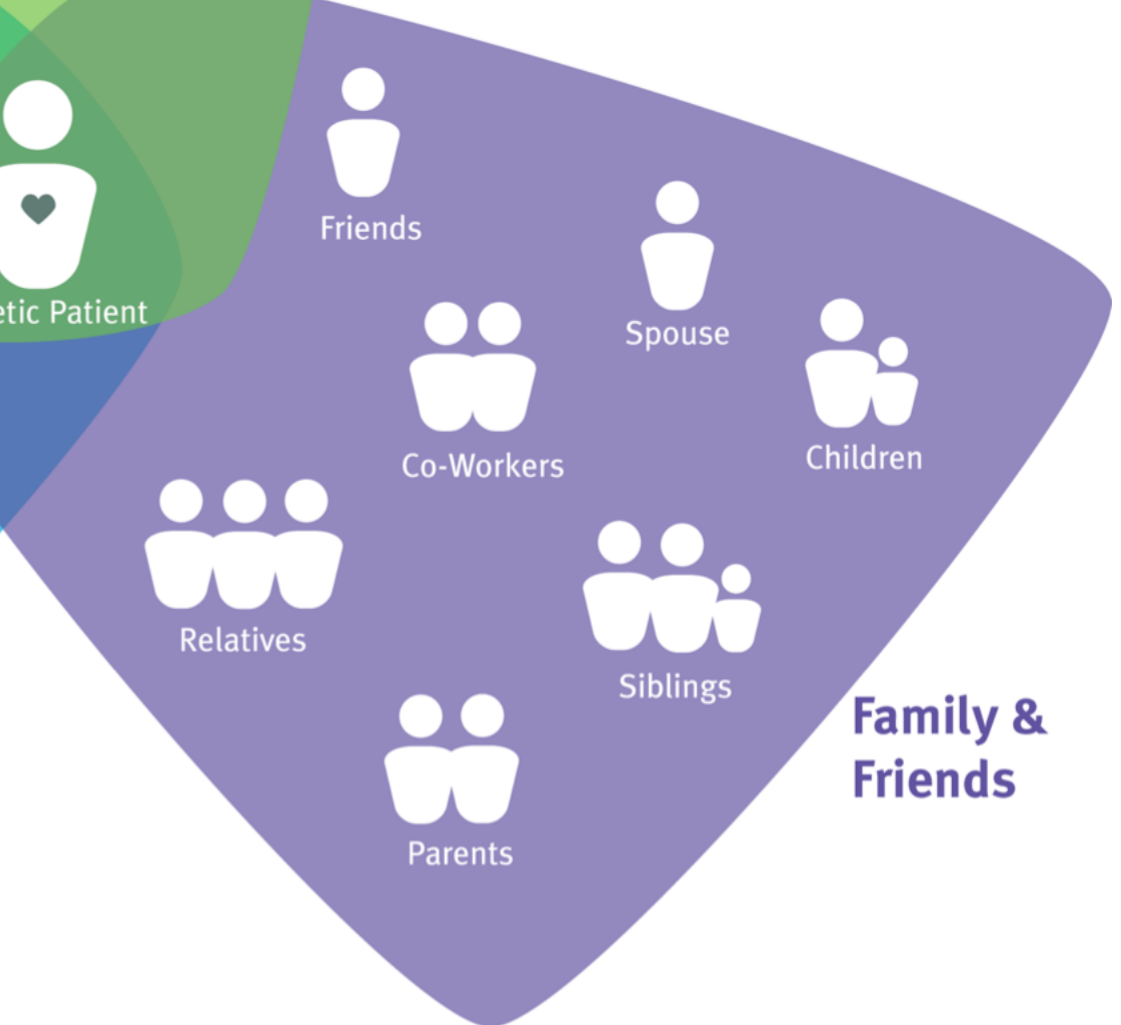 Friends
etic Patient
Spouse
Children
Co-Workers
Relatives
Siblings
Family &
Friends
Parents